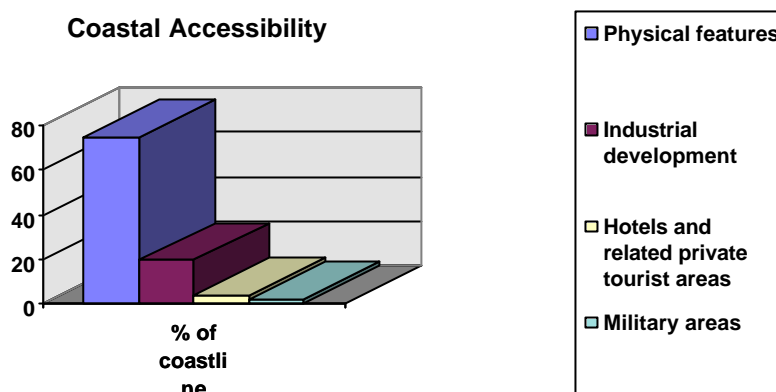 Coastal Accessibility
80
60
40
20
0
% of
coastli
ne
Physical features
Industrial
development
Hotels and
related private
tourist areas
Military areas